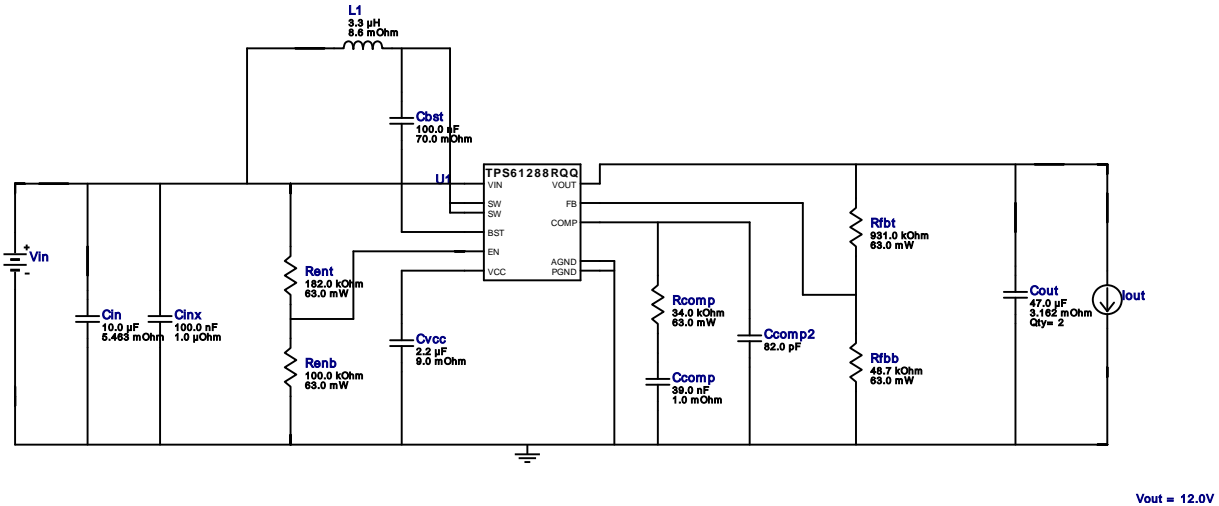 L1
3.3 µH
8.6 mOhm
Cbst
100.0 nF
70.0 mOhm
U1
TPS61288RQQ
VIN
VOUT
SW
FB
SW
COMP
BST
EN
AGND
VCC
PGND
+
Vin
-
Cin
10.0 µF
5.463 mOhm
Cinx
100.0 nF
1.0 µOhm
Rent
182.0 kOhm
63.0 mW
Renb
100.0 kOhm
63.0 mW
Cvcc
2.2 µF
9.0 mOhm
Rcomp
34.0 kOhm
63.0 mW
Ccomp
39.0 nF
1.0 mOhm
Ccomp2
82.0 pF
Rfbt
931.0 kOhm
63.0 mW
Rfbb
48.7 kOhm
63.0 mW
Cout
47.0 µF
3.162 mOhm
Qty= 2
Iout
Vout = 12.0V